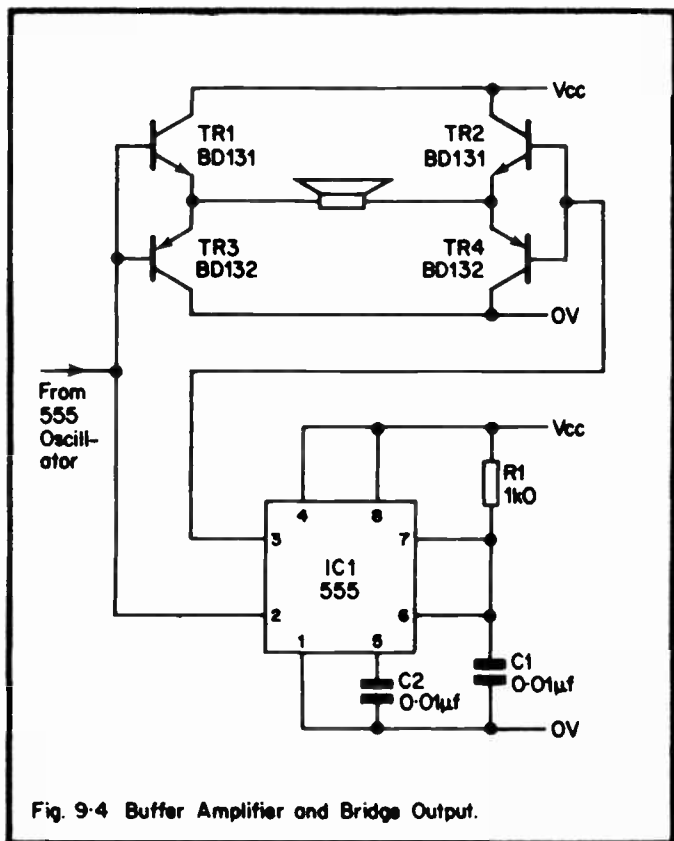 Vcc
TR1
BD131
TR2
BD131
TR3
BD132
TR4
BD132
0V
From
555
Oscill-
ator
Vcc
R1
1k0
4
8
3
7
IC1
555
2
6
1
5
C2
0·01µf
C1
0·01µf
0V
Fig. 9·4 Buffer Amplifier and Bridge Output.